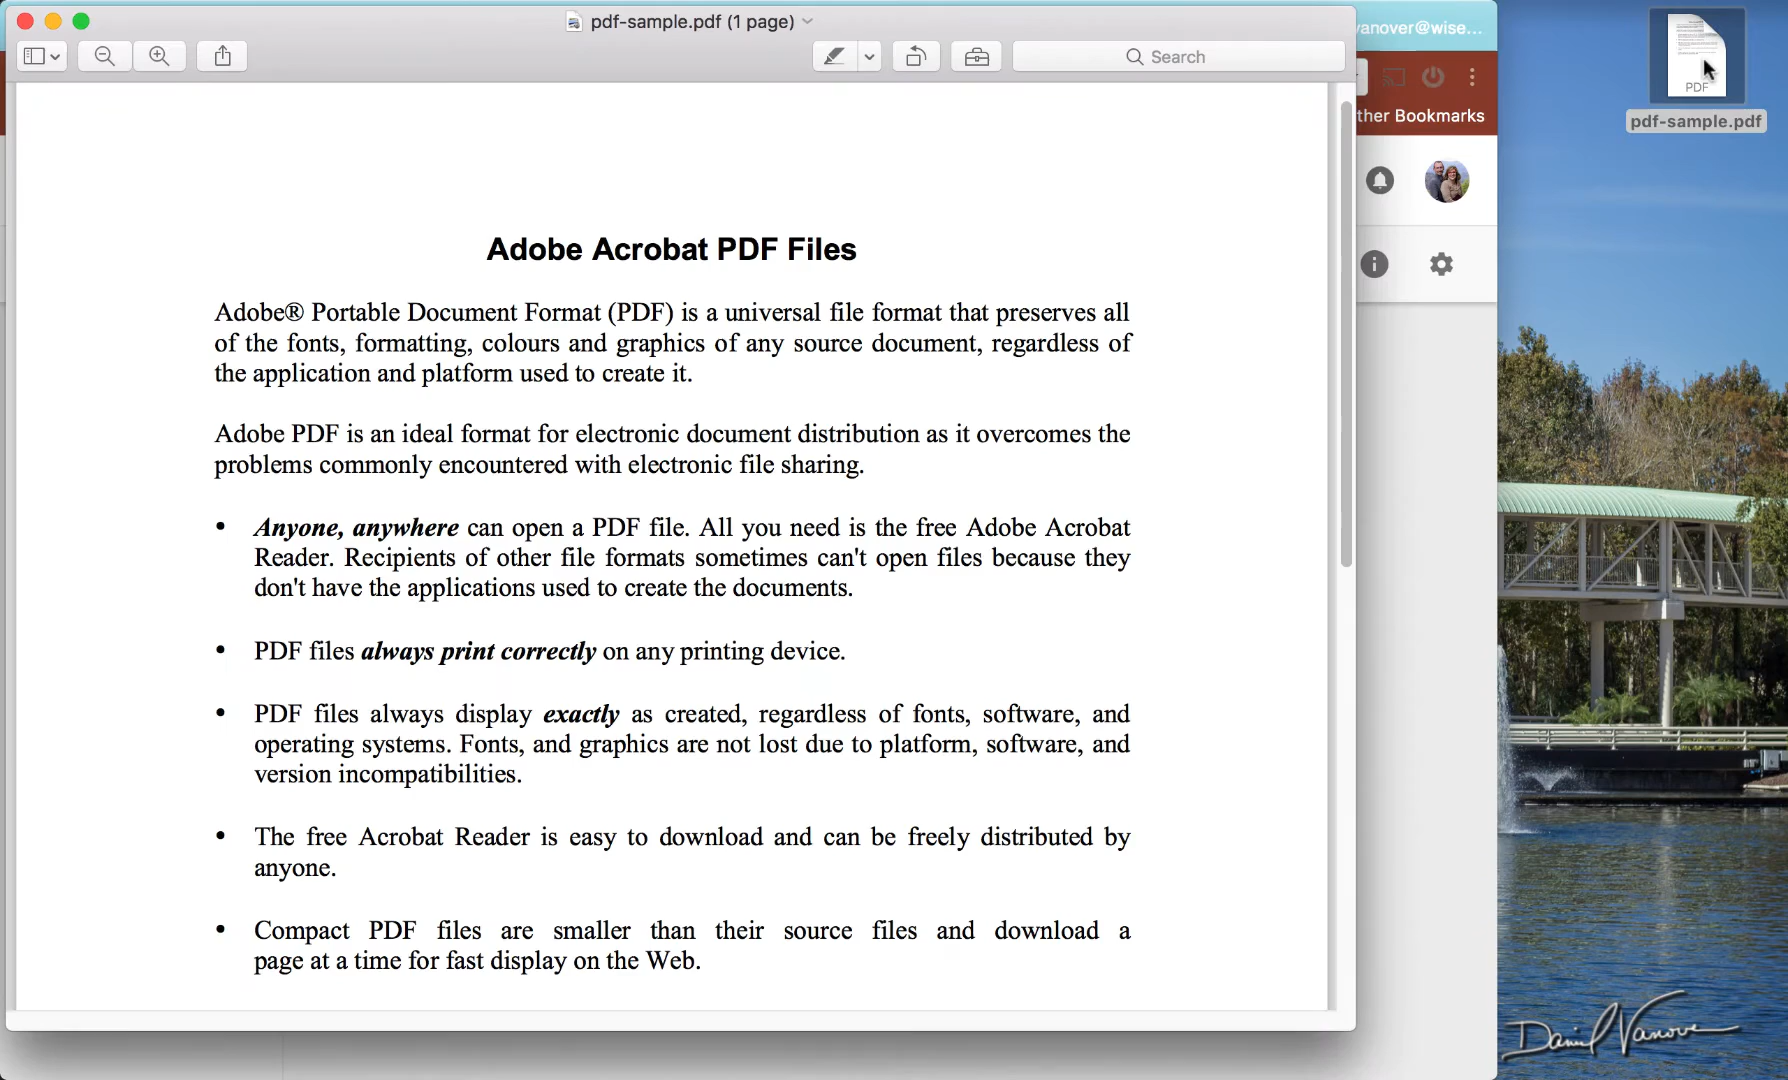 pdf-sample.pdf (1 page)
Search
vanover@wise...
ther Bookmarks
PDF
pdf-sample.pdf
Adobe Acrobat PDF Files
Adobe® Portable Document Format (PDF) is a universal file format that preserves all
of the fonts, formatting, colours and graphics of any source document, regardless of
the application and platform used to create it.
Adobe PDF is an ideal format for electronic document distribution as it overcomes the
problems commonly encountered with electronic file sharing.
• Anyone, anywhere can open a PDF file. All you need is the free Adobe Acrobat
Reader. Recipients of other file formats sometimes can't open files because they
don't have the applications used to create the documents.
• PDF files always print correctly on any printing device.
• PDF files always display exactly as created, regardless of fonts, software, and
operating systems. Fonts, and graphics are not lost due to platform, software, and
version incompatibilities.
• The free Acrobat Reader is easy to download and can be freely distributed by
anyone.
• Compact PDF files are smaller than their source files and download a
page at a time for fast display on the Web.
Daniel Vanover